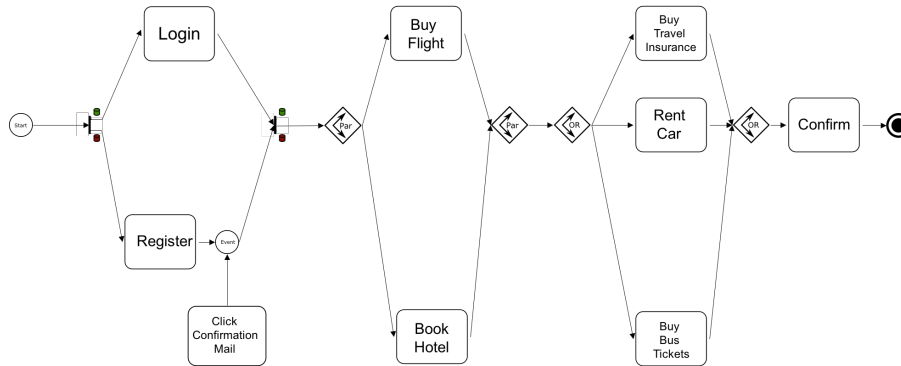 Start
Login
Register
Event
Click
Confirmation
Mail
Par
Buy
Flight
Book
Hotel
Par
OR
Buy
Travel
Insurance
Rent
Car
Buy
Bus
Tickets
OR
Confirm